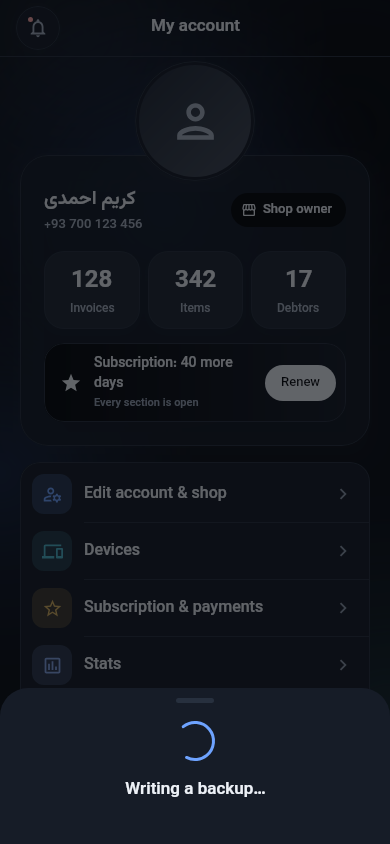 My account
کریم احمدی
+93 700 123 456
Shop owner
128
342
17
Invoices
Items
Debtors
Subscription: 40 more
days
Every section is open
Renew
Edit account & shop
Devices
Subscription & payments
Stats
Writing a backup...